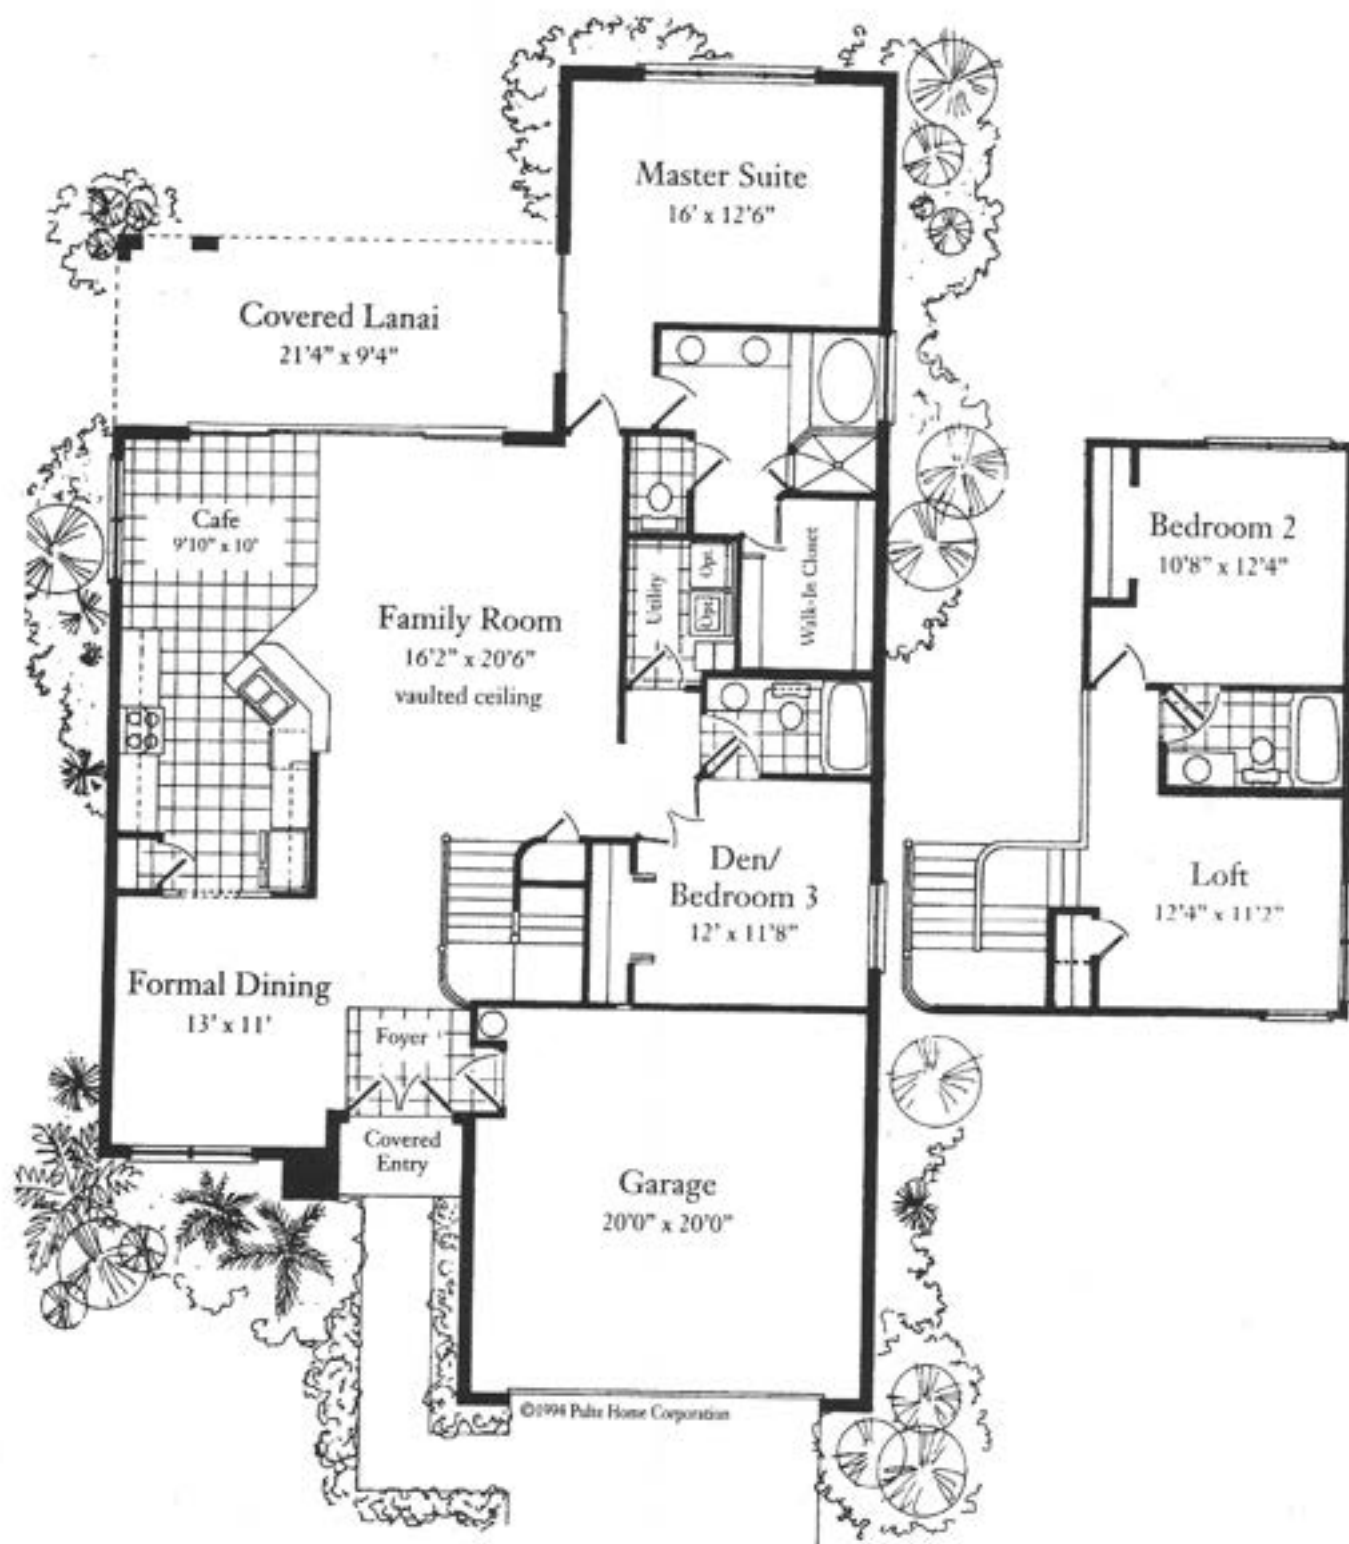 Master Suite
16' x 12'6"
Covered Lanai
21'4" x 9'4"
Cafe
9'10" x 10'
Family Room
16'2" x 20'6"
vaulted ceiling
Utility
Opt.
Opt.
Walk-In Closet
Den/
Bedroom 3
12' x 11'8"
Formal Dining
13' x 11'
Foyer
Covered
Entry
Garage
20'0" x 20'0"
©1994 Pulte Home Corporation
Bedroom 2
10'8" x 12'4"
Loft
12'4" x 11'2"